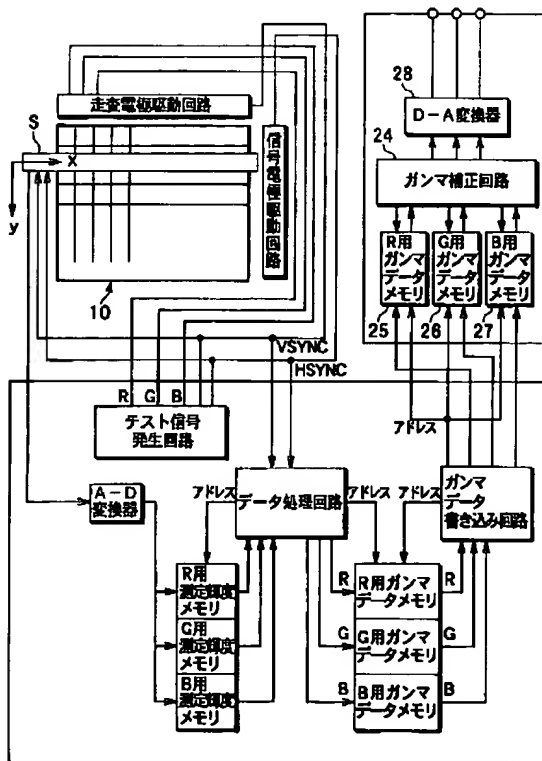 走査電極駆動回路
S
X
y
信号電極駆動回路
10
28
D-A変換器
24
ガンマ補正回路
R用
ガンマ
データ
メモリ
G用
ガンマ
データ
メモリ
B用
ガンマ
データ
メモリ
25
26
27
VSYNC
HSYNC
R
G
B
テスト信号
発生回路
アドレス
A-D
変換器
アドレス
データ処理回路
アドレス
アドレス
ガンマ
データ
書き込み回路
R用
測定輝度
メモリ
G用
測定輝度
メモリ
B用
測定輝度
メモリ
R
G
B
R用ガンマ
データメモリ
G用ガンマ
データメモリ
B用ガンマ
データメモリ
R
G
B